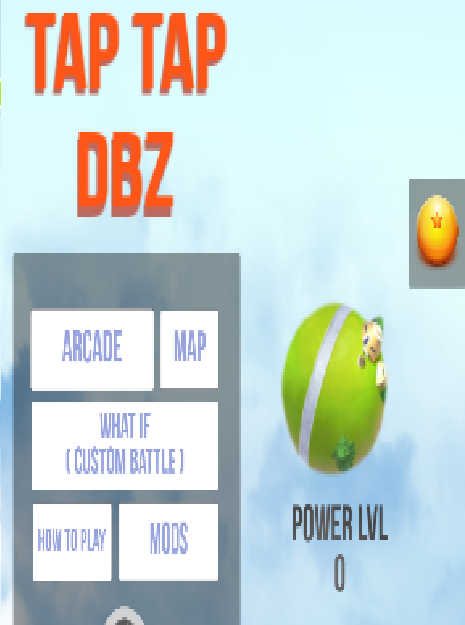 TAP TAP
DBZ
ARCADE
MAP
WHAT IF
( CUSTOM BATTLE )
HOW TO PLAY
MODS
POWER LVL
0